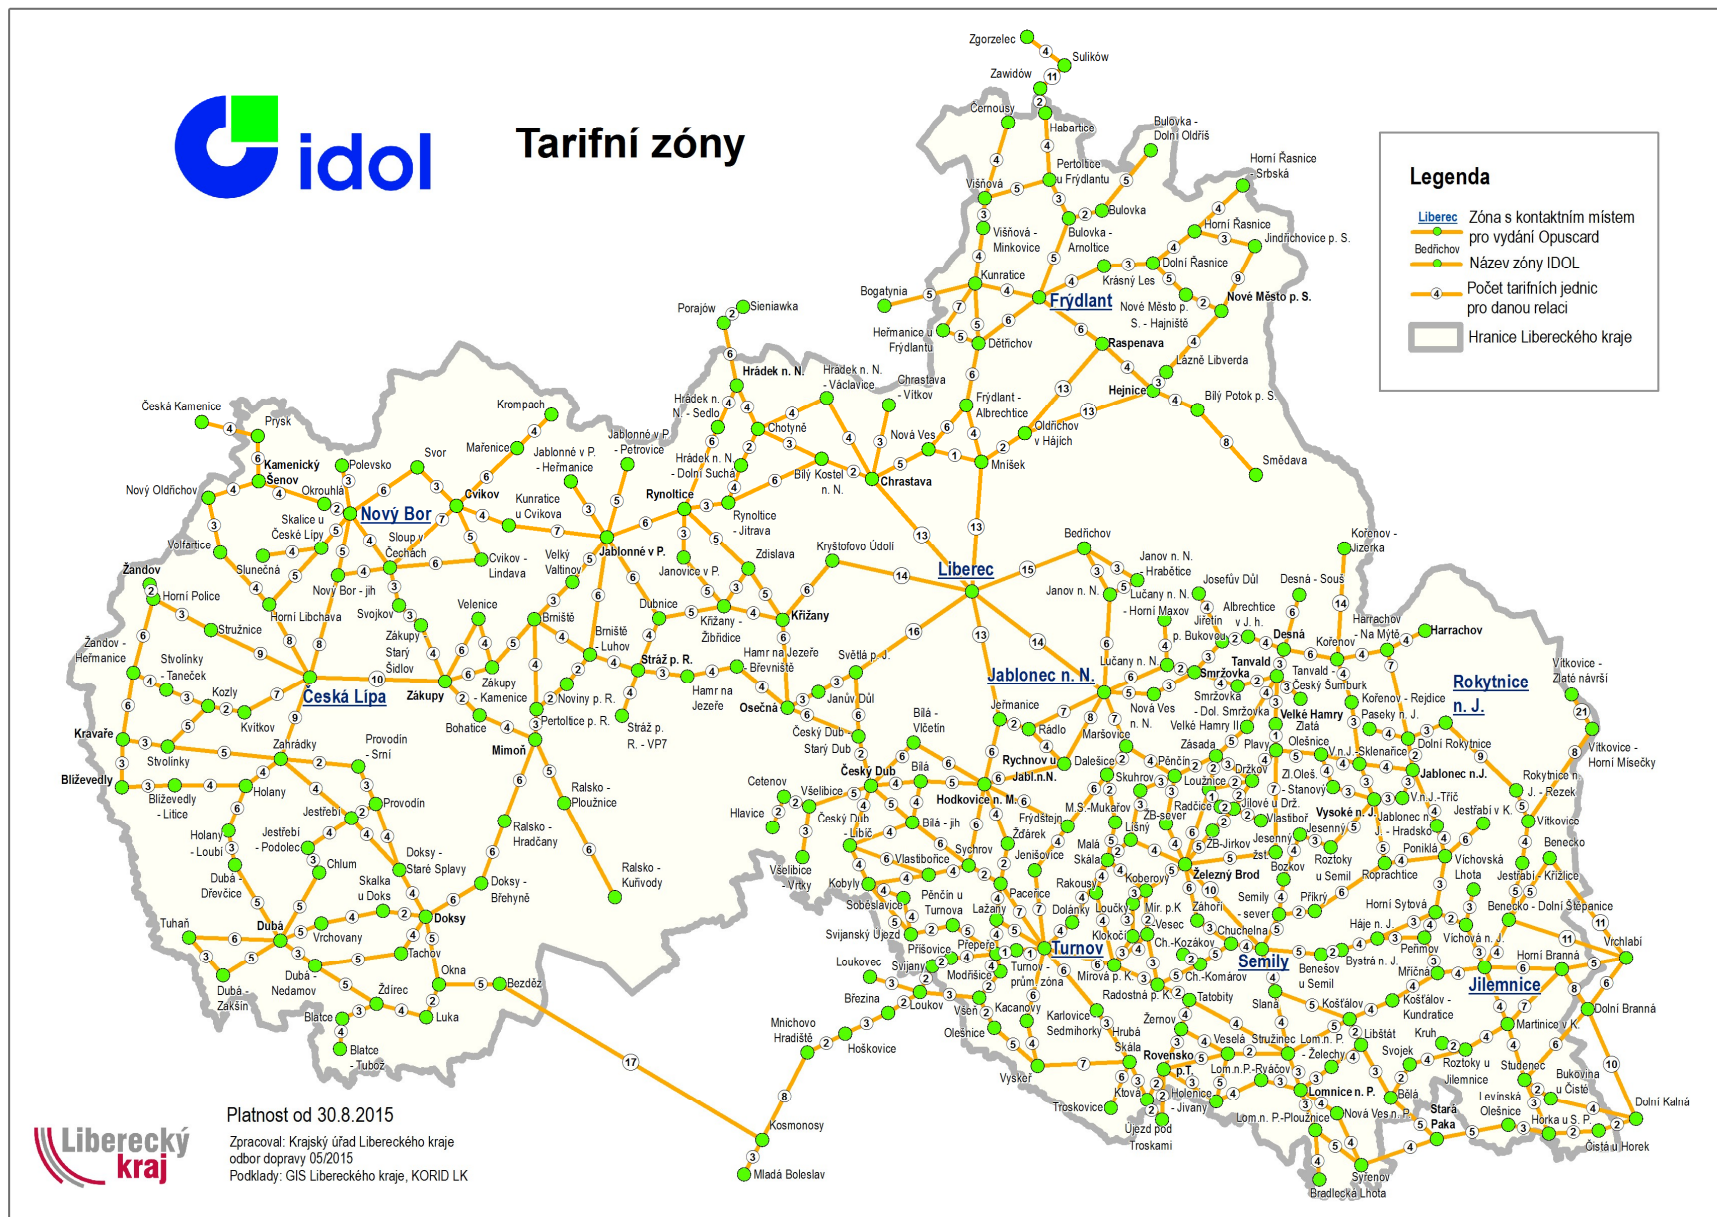 idol
Tarifní zóny
Legenda
Liberec
Zóna s kontaktním místem
pro vydání Opuscard
Bedřichov
Název zóny IDOL
4
Počet tarifních jednic
pro danou relaci
Hranice Libereckého kraje
Zgorzelec
Sulików
Zawidów
Černousy
Habartice
Bulovka -
Dolní Oldřiš
Horní Řasnice
- Srbská
Pertoltice
u Frýdlantu
Višňová
Bulovka
Višňová -
Minkovice
Bulovka -
Arnoltice
Horní Řasnice
Jindřichovice p. S.
Kunratice
Krásný Les
Dolní Řasnice
Bogatynia
Frýdlant
Nové Město p.
S. - Hajniště
Nové Město p. S.
Heřmanice u
Frýdlantu
Dětřichov
Raspenava
Lázně Libverda
Hejnice
Bílý Potok p. S.
Smědava
Porajów
Sieniawka
Hrádek n. N.
Hrádek n. N.
- Václavice
Chrastava
- Vítkov
Frýdlant -
Albrechtice
Hrádek n.
N. - Sedlo
Chotyně
Nová Ves
Oldřichov
v Hájích
Mníšek
Hrádek n. N.
- Dolní Suchá
Bílý Kostel
n. N.
Chrastava
Česká Kamenice
Prysk
Krompach
Kamenický
Šenov
Polevsko
Svor
Mařenice
Jablonné v P.
- Heřmanice
Jablonné v P.
- Petrovice
Nový Oldřichov
Okrouhlá
Nový Bor
Cvikov
Kunratice
u Cvikova
Rynoltice
Rynoltice
- Jitrava
Skalice u
České Lípy
Sloup v
Čechách
Volfartice
Slunečná
Jablonné v P.
Zdislava
Kryštofovo Údolí
Liberec
Bedřichov
Kořenov -
Jizerka
Žandov
Nový Bor - jih
Cvikov -
Lindava
Velký
Valtinov
Janovice v P.
Janov n. N.
- Hrabětice
Josefův Důl
Desná - Souš
Horní Police
Stružnice
Horní Libchava
Svojkov
Velenice
Brniště
Dubnice
Křižany -
Žibřidice
Křižany
Janov n. N.
Lučany n. N.
- Horní Maxov
Albrechtice
v J. h.
Jiřetín
p. Bukovou
Desná
Kořenov
Harrachov
- Na Mýtě
Harrachov
Žandov -
Heřmanice
Stvolínky
- Taneček
Kozly
Kvítkov
Česká Lípa
Zákupy -
Starý
Šidlov
Zákupy
Zákupy
- Kamenice
Brniště
- Luhov
Stráž p. R.
Hamr na Jezeře
- Břevniště
Hamr na
Jezeře
Osečná
Světlá p. J.
Janův Důl
Jablonec n. N.
Lučany n. N.
Smržovka
Tanvald
Tanvald -
Český Šumburk
Smržovka
- Dol. Smržovka
Nová Ves
n. N.
Kořenov - Rejdice
Rokytnice
n. J.
Vítkovice -
Zlaté návrší
Kravaře
Stvolínky
Zahrádky
Bohatice
Mimoň
Pertoltice p. R.
Noviny p. R.
Stráž p.
R. - VP7
Český Dub -
Starý Dub
Bílá -
Vlčetín
Jeřmanice
Rádlo
Maršovice
Velké Hamry II
Velké Hamry
Zlatá
Olešnice
Paseky n. J.
Dolní Rokytnice
Vítkovice -
Horní Mísečky
Blíževedly
Blíževedly
- Litice
Holany
Provodín
- Srní
Provodín
Jestřebí
Ralsko -
Ploužnice
Ralsko -
Hradčany
Cetenov
Hlavice
Všelibice
Český Dub
Bílá
Hodkovice n. M.
Rychnov u
Jabl.n.N.
Dalešice
Pěnčín
Zásada
Plavy
Skuhrov
Loužnice
Držkov
Zl.Oleš.
- Stanový
V.n.J.-Sklenařice
Jablonec n.J.
Rokytnice n.
J. - Rezek
Holany
- Loubí
Jestřebí
- Podolec
Chlum
Doksy -
Staré Splavy
Český Dub
- Libíč
Bílá - jih
Frýdštejn
M.S.-Mukařov
ŽB-sever
Radčice
Jílové u Drž.
Vlastiboř
Vysoké n. J.
V.n.J.-Tříč
Jablonec n.
J. - Hradsko
Jestřabí v K.
Vítkovice
Dubá -
Dřevčice
Skalka
u Doks
Doksy -
Břehyně
Ralsko -
Kuřivody
Všelibice
- Vrtky
Vlastibořice
Sychrov
Žďárek
Jenišovice
Malá
Skála
Líšný
ŽB-Jirkov
Jesenný
žst.
Jesenný
Roztoky
u Semil
Roprachtice
Poniklá
Víchovská
Lhota
Benecko
Tuhaň
Dubá
Vrchovany
Doksy
Tachov
Kobyly
Soběslavice
Pěnčín u
Turnova
Paceřice
Lažany
Rakousy
Koberovy
Železný Brod
Bozkov
Semily -
sever
Příkrý
Horní Sytová
Jestřabí
- Křížlice
Benecko - Dolní Štěpanice
Dubá -
Zakšín
Dubá -
Nedamov
Okna
Bezděz
Ždírec
Luka
Svijanský Újezd
Příšovice
Přepeře
Dolánky
Turnov
Loučky
Klokočí
Mír. p.K
- Vesec
Záhoří
Chuchelna
Semily
Háje n. J.
Peřimov
Víchová n. J.
Vrchlabí
Blatce
Blatce
- Tubož
Loukovec
Svijany
Modřišice
Turnov -
prům. zóna
Mírová p. K.
Ch.-Kozákov
Ch.-Komárov
Benešov
u Semil
Bystrá n. J.
Mříčná
Horní Branná
Jilemnice
Březina
Loukov
Všeň
Kacanovy
Radostná p. K.
Tatobity
Slaná
Košťálov
Košťálov -
Kundratice
Dolní Branná
Mnichovo
Hradiště
Hoškovice
Olešnice
Karlovice
Sedmihorky
Hrubá
Skála
Žernov
Veselá
Stružinec
Lom.n. P.
- Želechy
Libštát
Kruh
Martinice v K.
Vyskeř
Rovensko
p.T.
Lom.n.P.-Ryáčov
Svojek
Roztoky u
Jilemnice
Studenec
Bukovina
u Čisté
Troskovice
Ktová
Holenice
- Jivany
Lomnice n. P.
Bělá
Levínská
Olešnice
Dolní Kalná
Újezd pod
Troskami
Lom.n. P.-Ploužnice
Nová Ves n. P.
Stará
Paka
Horka u S. P.
Čistá u Horek
Kosmonosy
Mladá Boleslav
Syřenov
Bradlecká Lhota
Platnost od 30.8.2015
Zpracoval: Krajský úřad Libereckého kraje
odbor dopravy 05/2015
Podklady: GIS Libereckého kraje, KORID LK
Liberecký
kraj